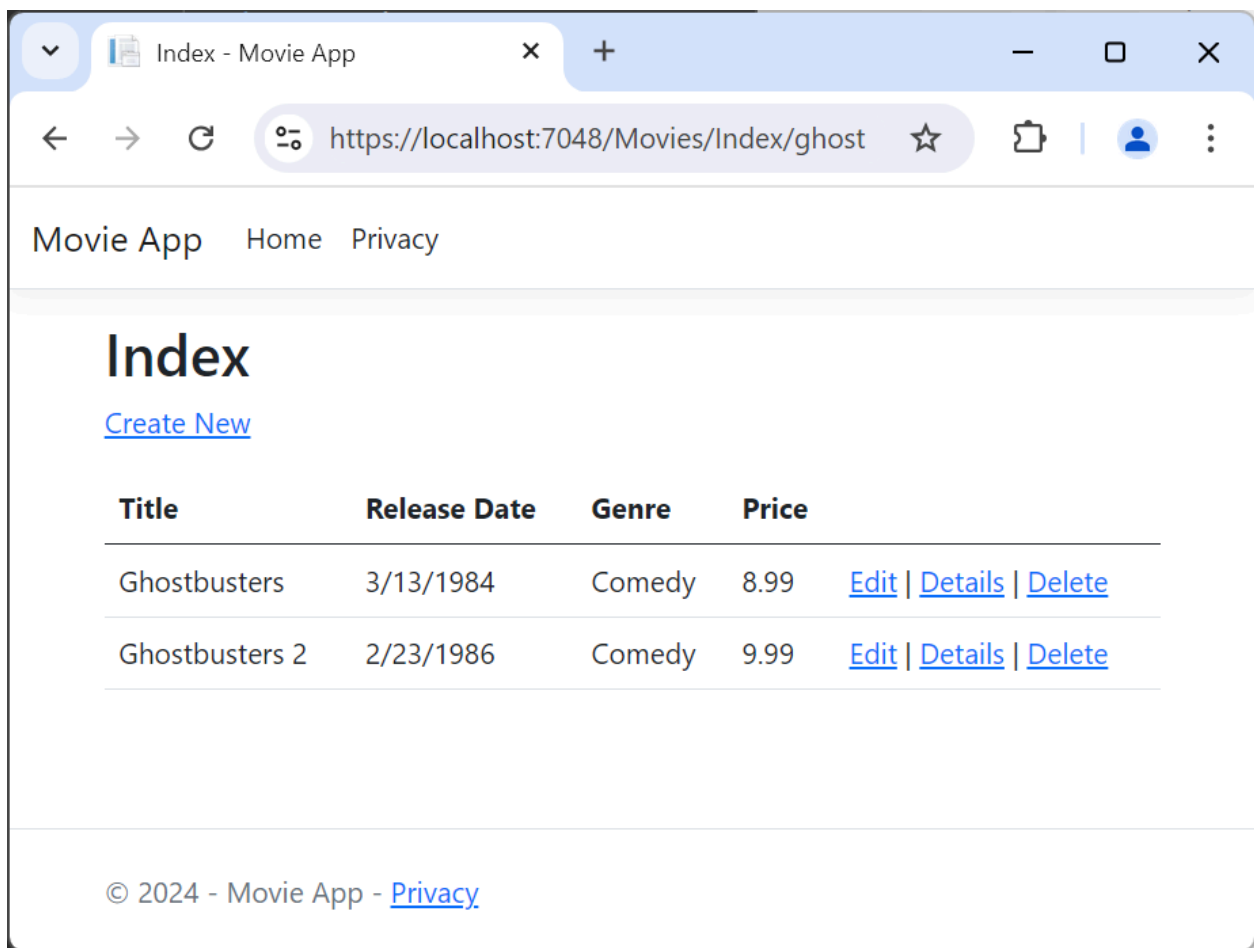 Index - Movie App
https://localhost:7048/Movies/Index/ghost
Movie App Home Privacy
Index
Create New
Title Release Date Genre Price
Ghostbusters 3/13/1984 Comedy 8.99 Edit | Details | Delete
Ghostbusters 2 2/23/1986 Comedy 9.99 Edit | Details | Delete
© 2024 - Movie App - Privacy